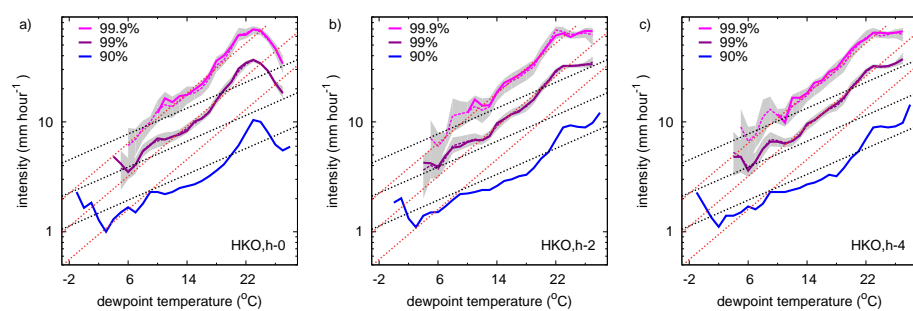 a)
99.9%
99%
90%
intensity (mm hour⁻¹)
10
1
HKO,h-0
-2 6 14 22
dewpoint temperature (°C)
b)
99.9%
99%
90%
intensity (mm hour⁻¹)
10
1
HKO,h-2
-2 6 14 22
dewpoint temperature (°C)
c)
99.9%
99%
90%
intensity (mm hour⁻¹)
10
1
HKO,h-4
-2 6 14 22
dewpoint temperature (°C)